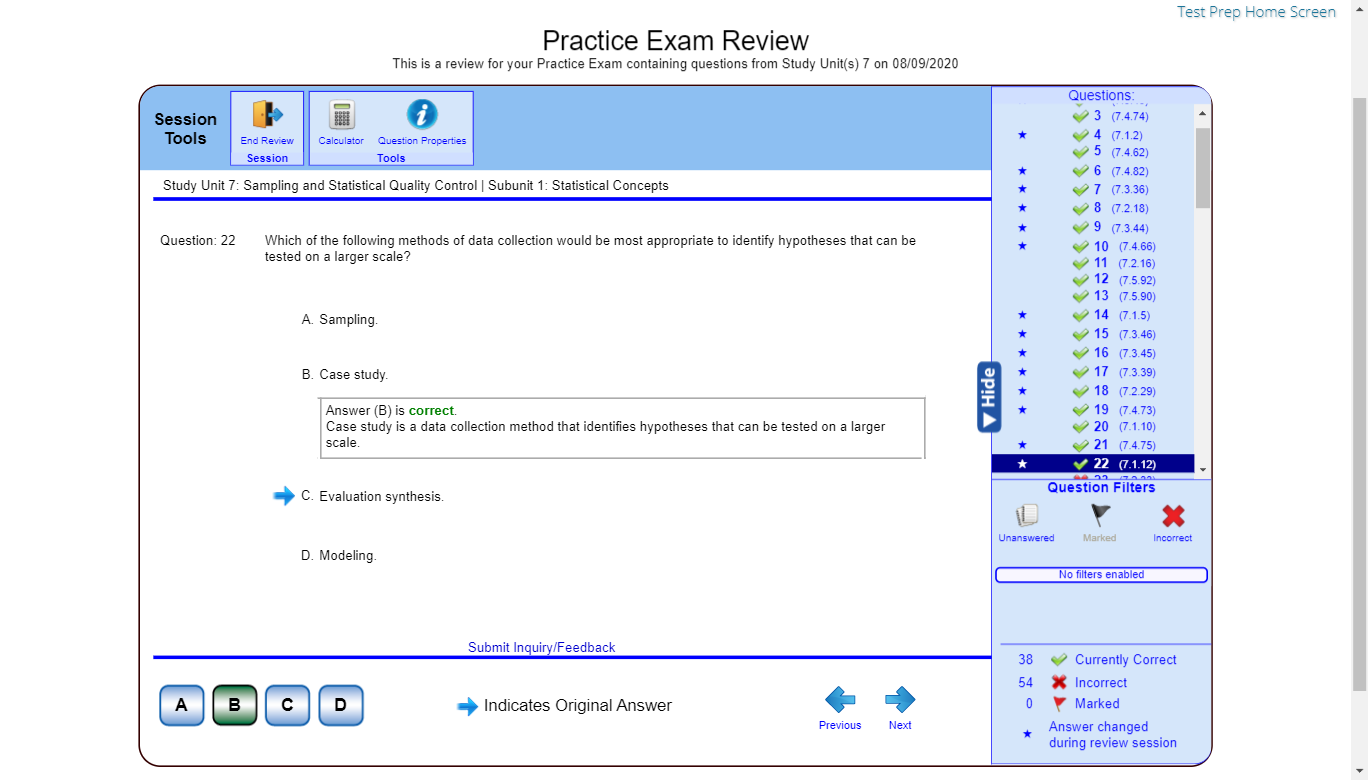 Test Prep Home Screen
Practice Exam Review
This is a review for your Practice Exam containing questions from Study Unit(s) 7 on 08/09/2020
Session
Tools
End Review
Session
Calculator
Question Properties
Tools
Study Unit 7: Sampling and Statistical Quality Control | Subunit 1: Statistical Concepts
Question: 22
Which of the following methods of data collection would be most appropriate to identify hypotheses that can be
tested on a larger scale?
A. Sampling.
B. Case study.
Answer (B) is correct.
Case study is a data collection method that identifies hypotheses that can be tested on a larger
scale.
C. Evaluation synthesis.
D. Modeling.
Submit Inquiry/Feedback
A
B
C
D
Indicates Original Answer
Previous
Next
Hide
Questions:
3 (7.4.74)
4 (7.1.2)
5 (7.4.62)
6 (7.4.82)
7 (7.3.36)
8 (7.2.18)
9 (7.3.44)
10 (7.4.66)
11 (7.2.16)
12 (7.5.92)
13 (7.5.90)
14 (7.1.5)
15 (7.3.46)
16 (7.3.45)
17 (7.3.39)
18 (7.2.29)
19 (7.4.73)
20 (7.1.10)
21 (7.4.75)
22 (7.1.12)
Question Filters
Unanswered
Marked
Incorrect
No filters enabled
38 Currently Correct
54 Incorrect
0 Marked
Answer changed
during review session